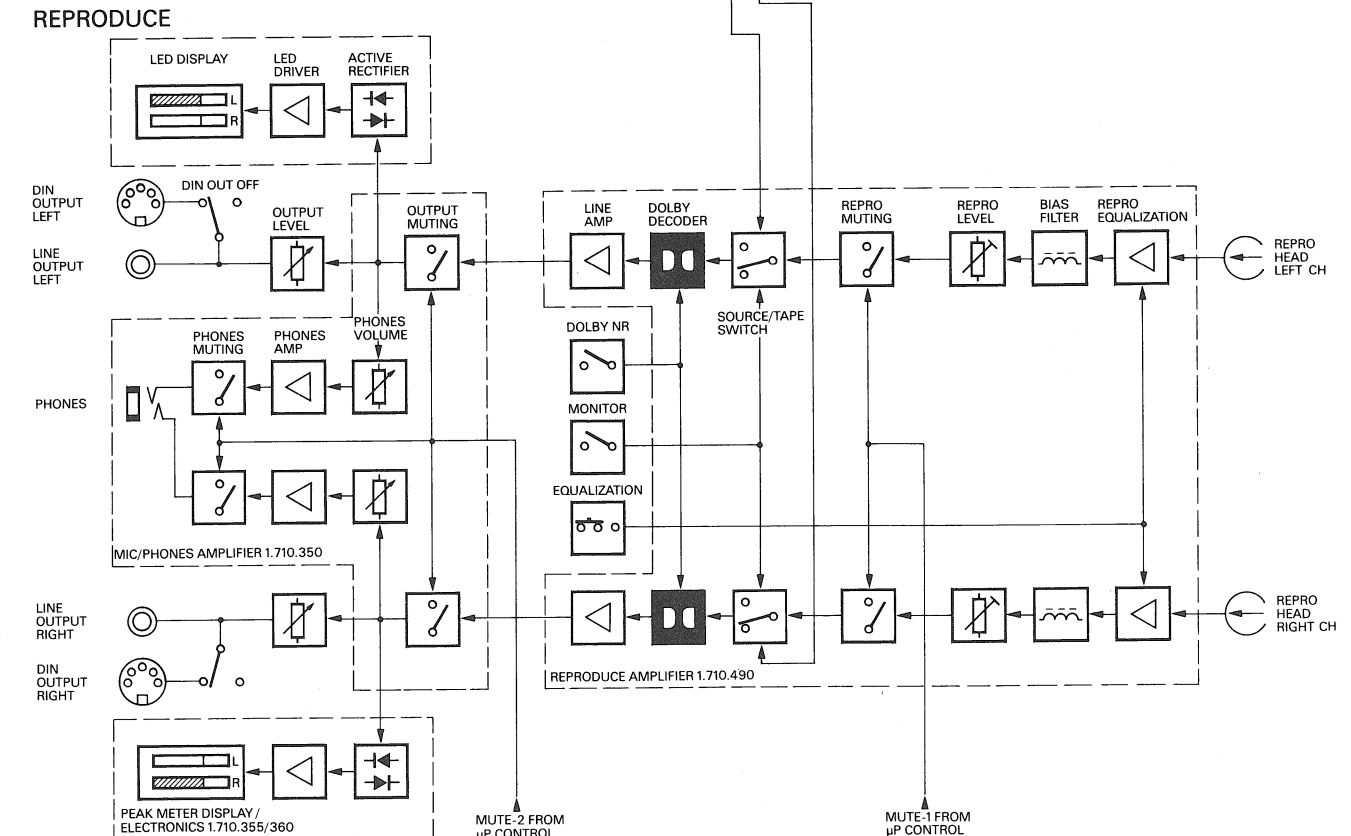 REPRODUCE
LED DISPLAY
LED
DRIVER
ACTIVE
RECTIFIER
L
R
DIN
OUTPUT
LEFT
DIN OUT OFF
OUTPUT
LEVEL
OUTPUT
MUTING
LINE
AMP
DOLBY
DECODER
REPRO
MUTING
REPRO
LEVEL
BIAS
FILTER
REPRO
EQUALIZATION
LINE
OUTPUT
LEFT
REPRO
HEAD
LEFT CH
SOURCE/TAPE
SWITCH
PHONES
MUTING
PHONES
AMP
PHONES
VOLUME
DOLBY NR
PHONES
MONITOR
EQUALIZATION
MIC/PHONES AMPLIFIER 1.710.350
LINE
OUTPUT
RIGHT
REPRO
HEAD
RIGHT CH
DIN
OUTPUT
RIGHT
REPRODUCE AMPLIFIER 1.710.490
L
R
PEAK METER DISPLAY /
ELECTRONICS 1.710.355/360
MUTE-2 FROM
µP CONTROL
MUTE-1 FROM
µP CONTROL